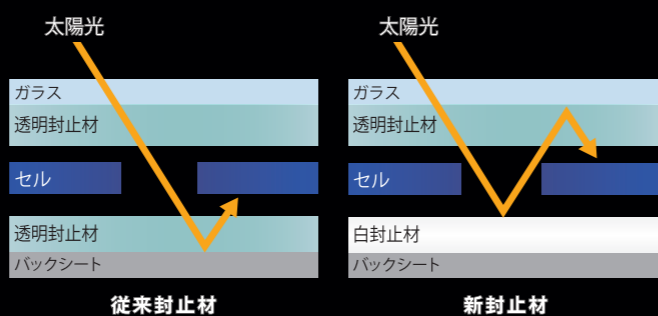 太陽光
ガラス
透明封止材
セル
透明封止材
バックシート
従来封止材
太陽光
ガラス
透明封止材
セル
白封止材
バックシート
新封止材